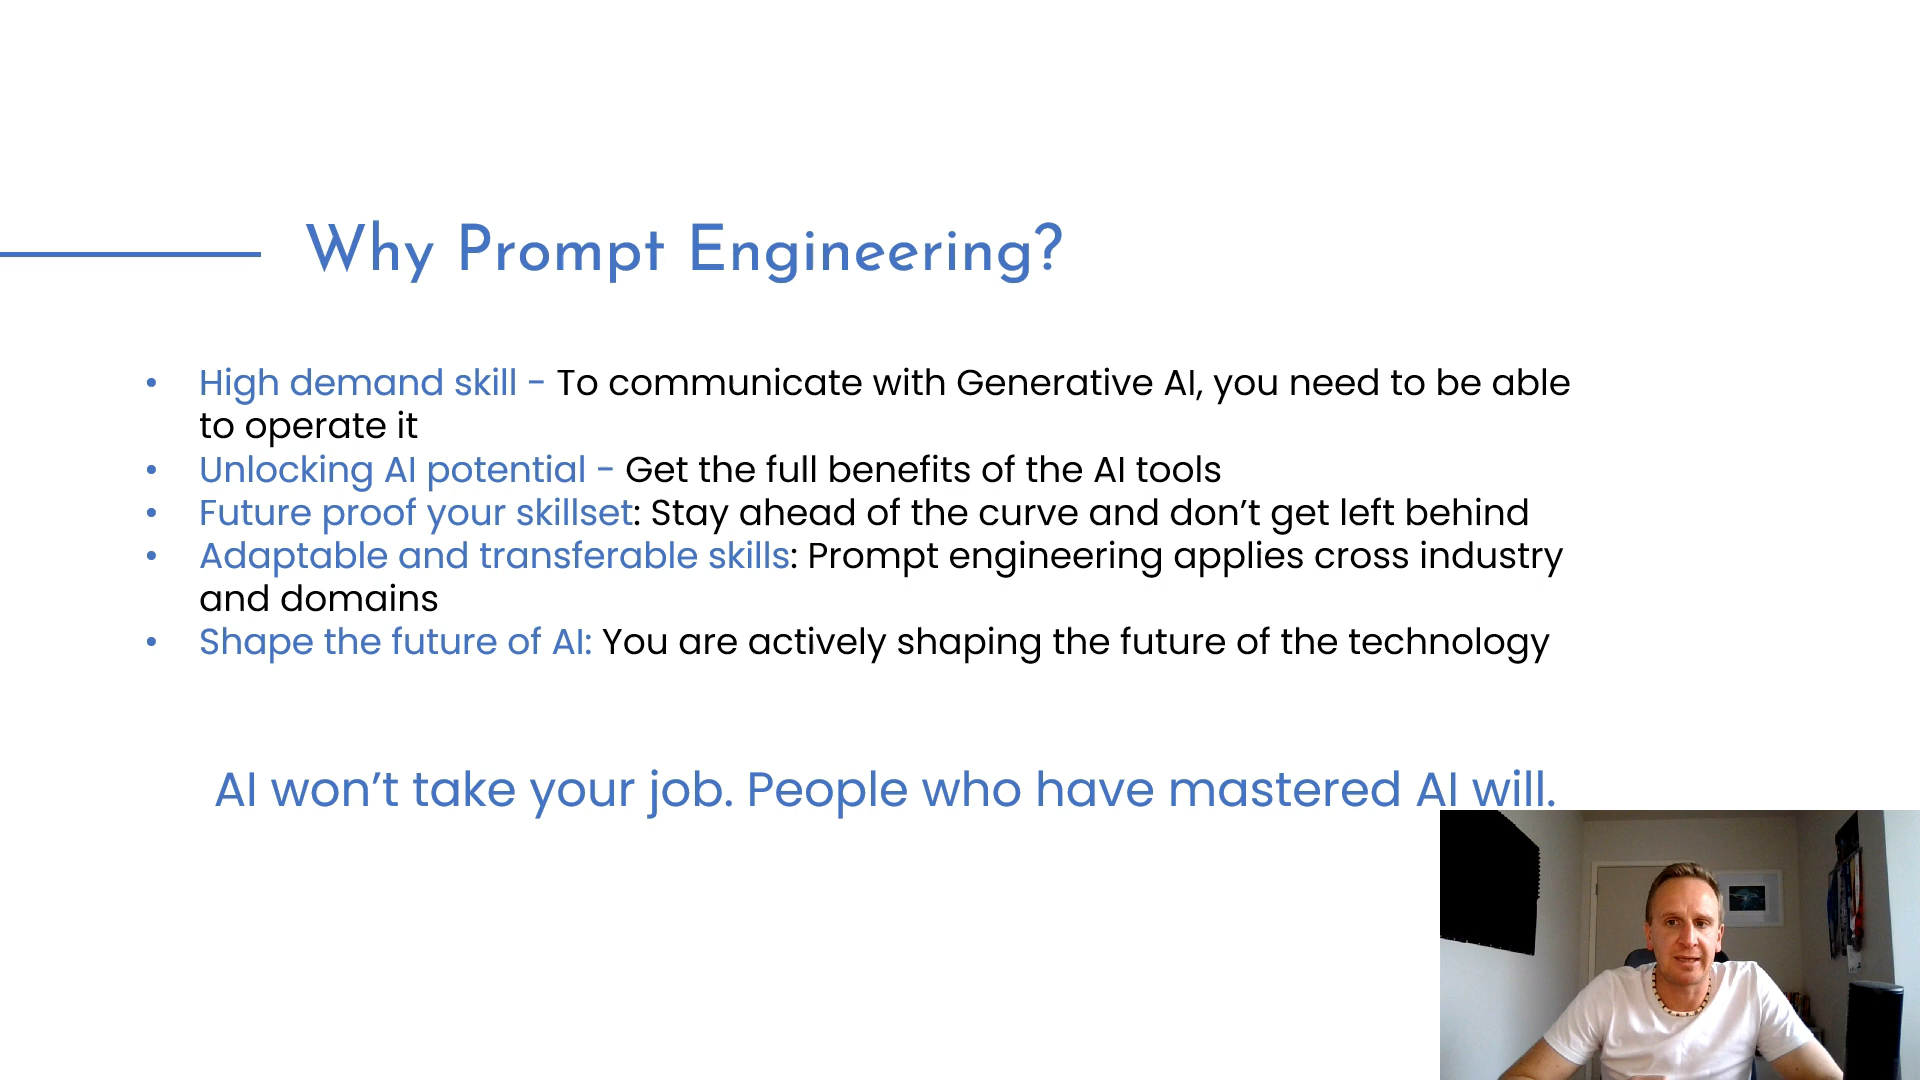 Why Prompt Engineering?
• High demand skill - To communicate with Generative AI, you need to be able
to operate it
• Unlocking AI potential - Get the full benefits of the AI tools
• Future proof your skillset: Stay ahead of the curve and don’t get left behind
• Adaptable and transferable skills: Prompt engineering applies cross industry
and domains
• Shape the future of AI: You are actively shaping the future of the technology
AI won’t take your job. People who have mastered AI will.